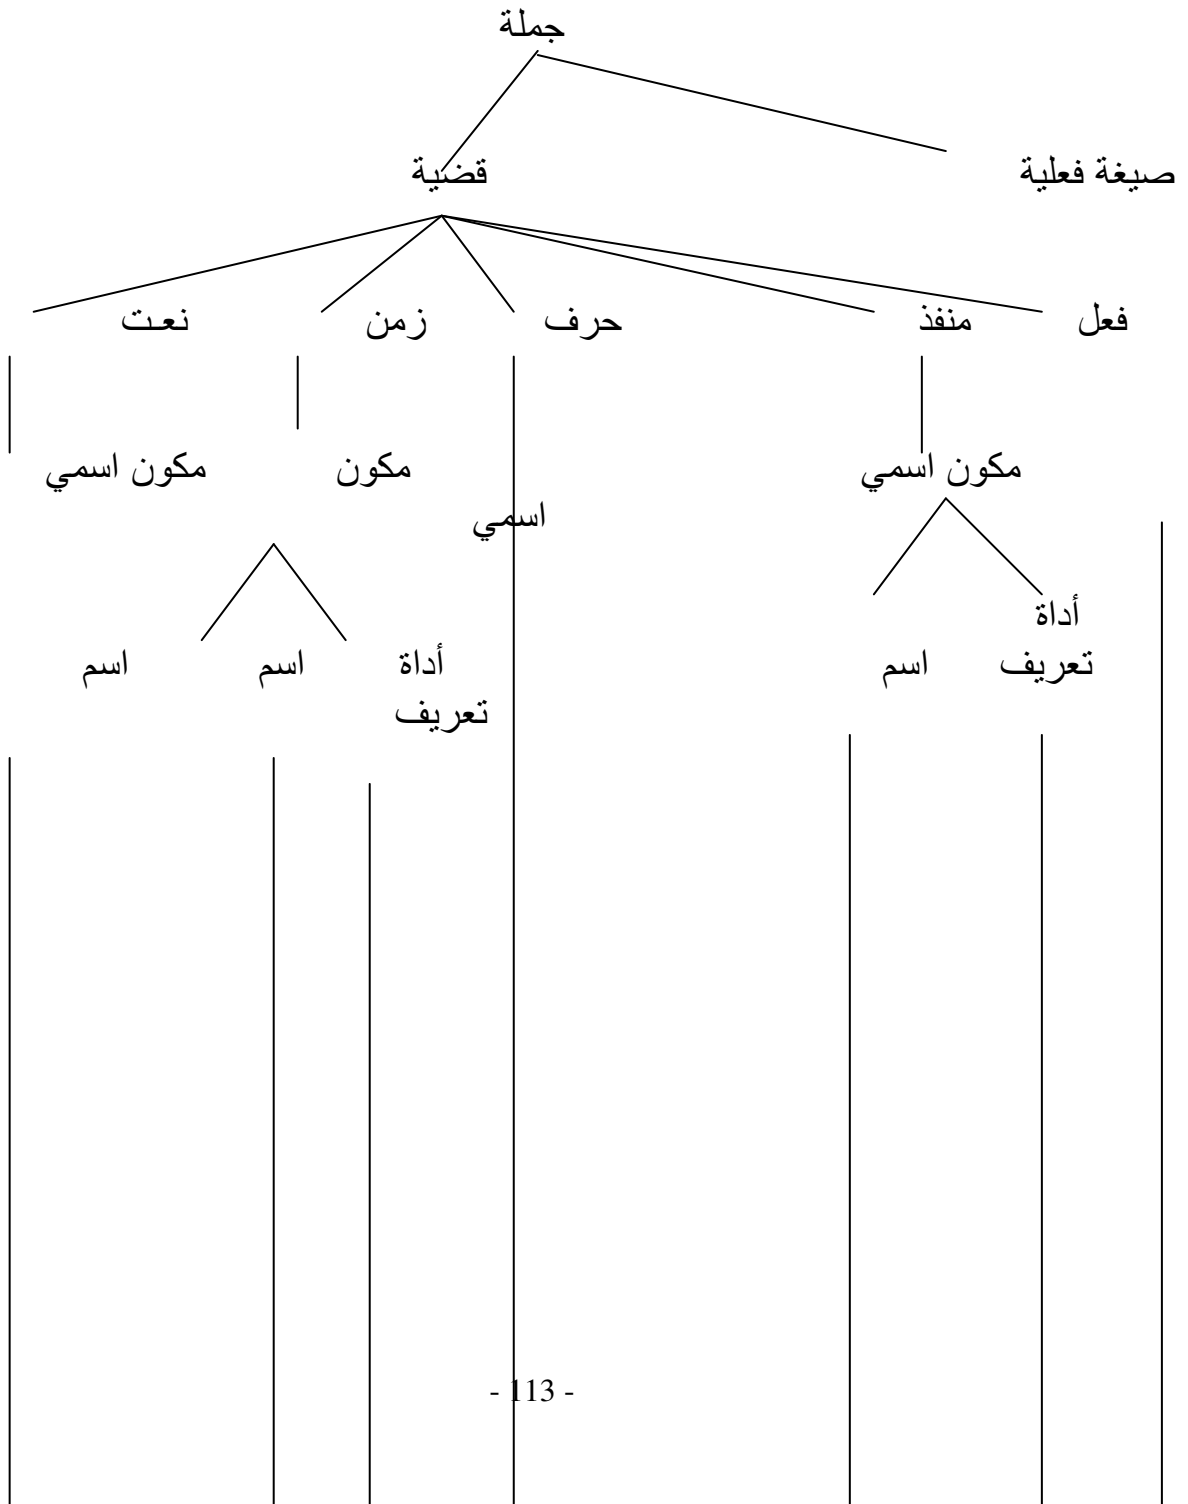 جملة
صيغة فعلية قضية
فعل منفذ حرف زمن نعت
مكون اسمي مكون مكون اسمي
اسمي
أداة
تعريف اسم أداة اسم اسم
تعريف
- 113 -